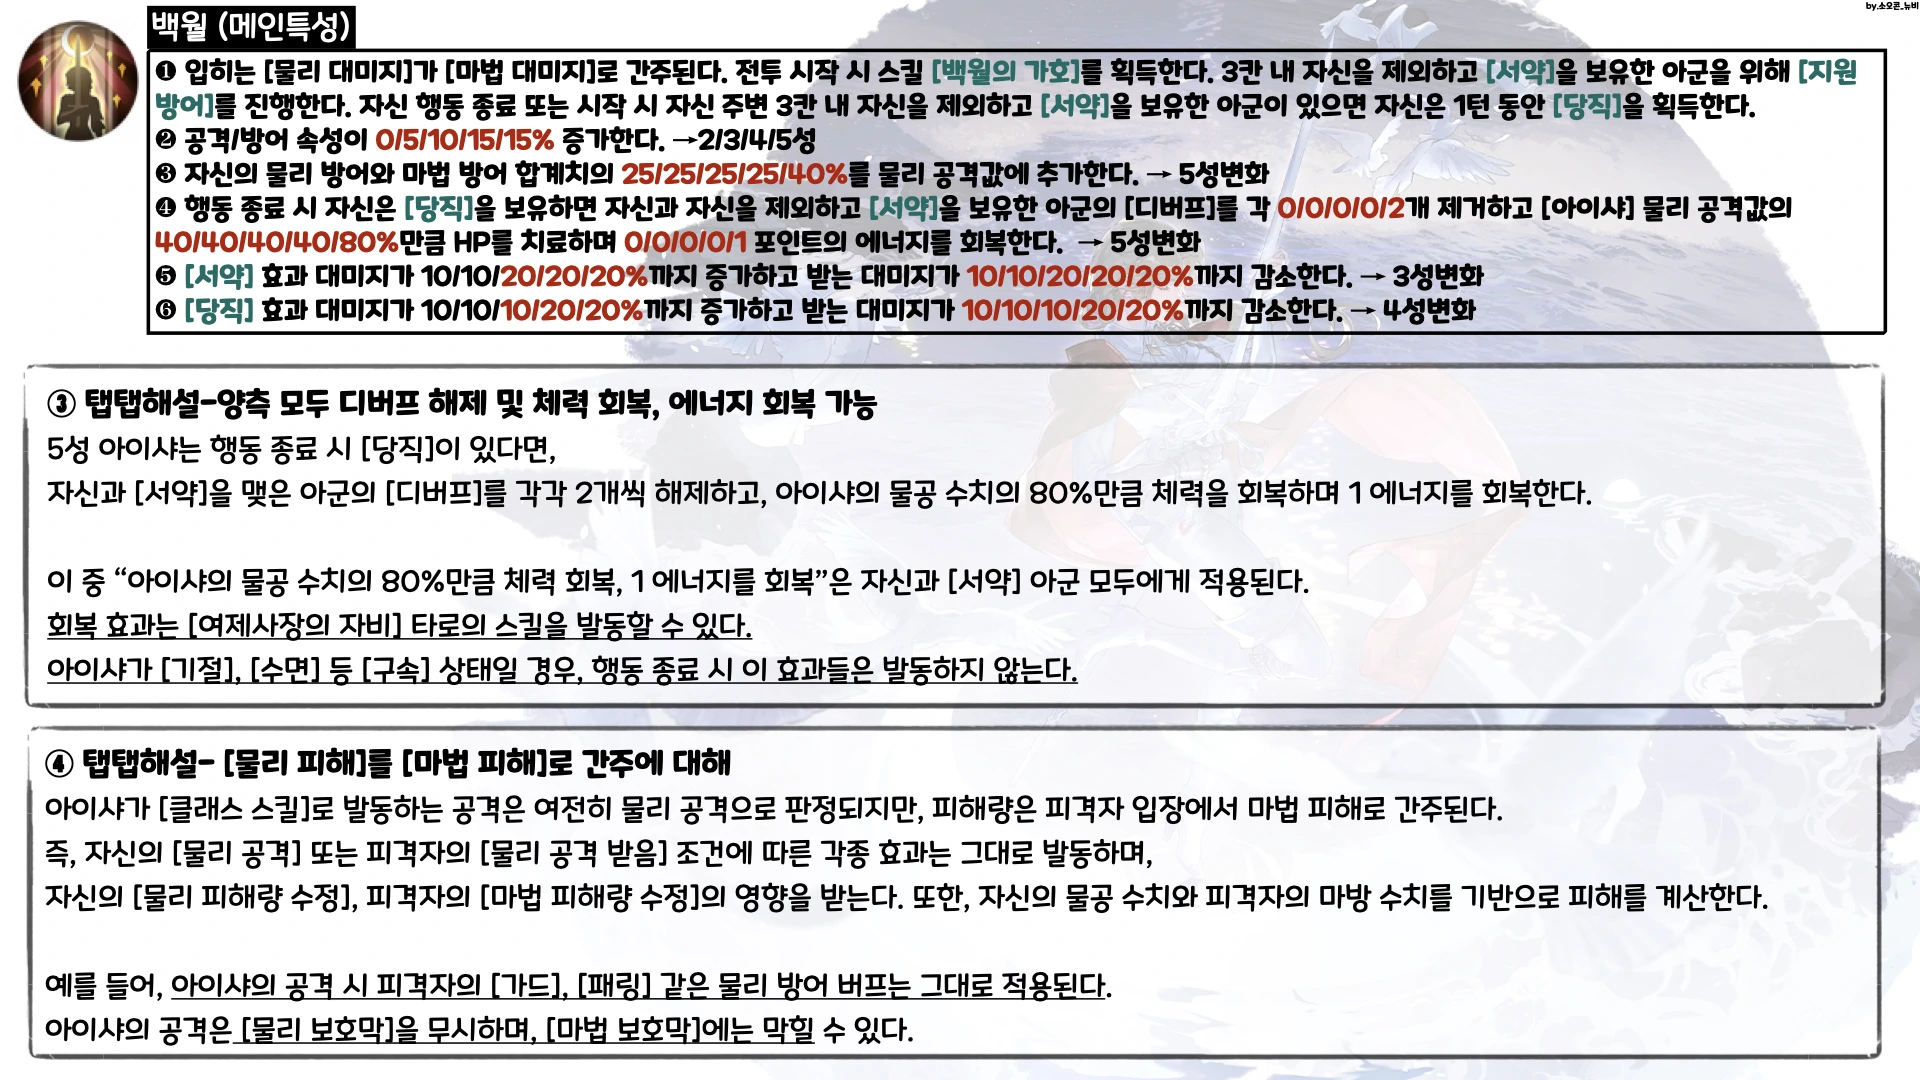 by.소오콘_뉴비
백월 (메인특성)
❶ 입히는 [물리 대미지]가 [마법 대미지]로 간주된다. 전투 시작 시 스킬 [백월의 가호]를 획득한다. 3칸 내 자신을 제외하고 [서약]을 보유한 아군을 위해 [지원
방어]를 진행한다. 자신 행동 종료 또는 시작 시 자신 주변 3칸 내 자신을 제외하고 [서약]을 보유한 아군이 있으면 자신은 1턴 동안 [당직]을 획득한다.
❷ 공격/방어 속성이 0/5/10/15/15% 증가한다. →2/3/4/5성
❸ 자신의 물리 방어와 마법 방어 합계치의 25/25/25/25/40%를 물리 공격값에 추가한다. → 5성변화
❹ 행동 종료 시 자신은 [당직]을 보유하면 자신과 자신을 제외하고 [서약]을 보유한 아군의 [디버프]를 각 0/0/0/0/2개 제거하고 [아이샤] 물리 공격값의
40/40/40/40/80%만큼 HP를 치료하며 0/0/0/0/1 포인트의 에너지를 회복한다. → 5성변화
❺ [서약] 효과 대미지가 10/10/20/20/20%까지 증가하고 받는 대미지가 10/10/20/20/20%까지 감소한다. → 3성변화
❻ [당직] 효과 대미지가 10/10/10/20/20%까지 증가하고 받는 대미지가 10/10/10/20/20%까지 감소한다. → 4성변화
③ 탭탭해설-양측 모두 디버프 해제 및 체력 회복, 에너지 회복 가능
5성 아이샤는 행동 종료 시 [당직]이 있다면,
자신과 [서약]을 맺은 아군의 [디버프]를 각각 2개씩 해제하고, 아이샤의 물공 수치의 80%만큼 체력을 회복하며 1 에너지를 회복한다.
이 중 “아이샤의 물공 수치의 80%만큼 체력 회복, 1 에너지를 회복”은 자신과 [서약] 아군 모두에게 적용된다.
회복 효과는 [여제사장의 자비] 타로의 스킬을 발동할 수 있다.
아이샤가 [기절], [수면] 등 [구속] 상태일 경우, 행동 종료 시 이 효과들은 발동하지 않는다.
④ 탭탭해설- [물리 피해]를 [마법 피해]로 간주에 대해
아이샤가 [클래스 스킬]로 발동하는 공격은 여전히 물리 공격으로 판정되지만, 피해량은 피격자 입장에서 마법 피해로 간주된다.
즉, 자신의 [물리 공격] 또는 피격자의 [물리 공격 받음] 조건에 따른 각종 효과는 그대로 발동하며,
자신의 [물리 피해량 수정], 피격자의 [마법 피해량 수정]의 영향을 받는다. 또한, 자신의 물공 수치와 피격자의 마방 수치를 기반으로 피해를 계산한다.
예를 들어, 아이샤의 공격 시 피격자의 [가드], [패링] 같은 물리 방어 버프는 그대로 적용된다.
아이샤의 공격은 [물리 보호막]을 무시하며, [마법 보호막]에는 막힐 수 있다.